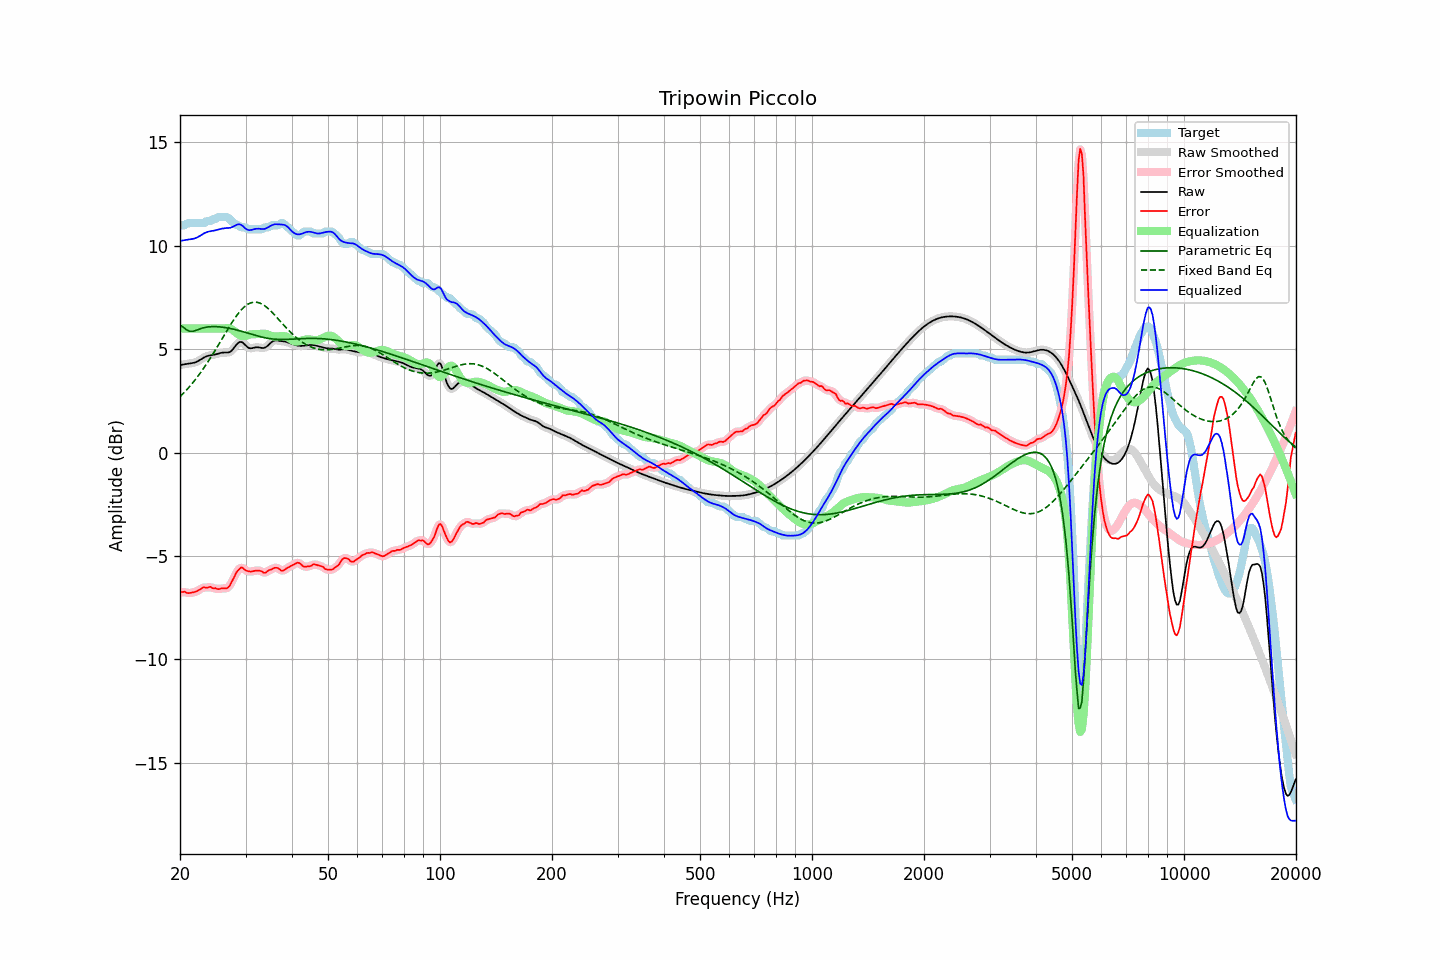 Tripowin Piccolo
Amplitude (dBr)
15
10
5
0
−5
−10
−15
Target
Raw Smoothed
Error Smoothed
Raw
Error
Equalization
Parametric Eq
Fixed Band Eq
Equalized
20 50 100 200 500 1000 2000 5000 10000 20000
Frequency (Hz)